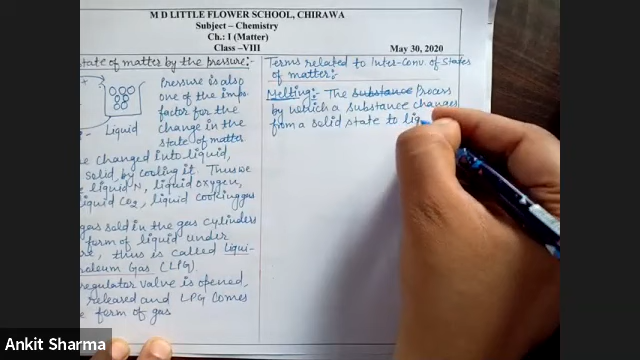 M D LITTLE FLOWER SCHOOL, CHIRAWA
Subject – Chemistry
Ch.: I (Matter)
Class –VIII
May 30, 2020
state of matter by the pressure:-
Liquid
Pressure is also
one of the imp.
factor for the
change in the
state of matter
changed into liquid,
solid by cooling it. Thus we
liquid N, liquid oxygen,
liquid CO2, liquid cooking gas
gas sold in the gas cylinders
form of liquid under
thus is called Liqui-
roleum Gas (LPG).
regulator valve is opened,
released and LPG comes
form of gas
Terms related to Inter-Conv of States
of matter:-
Melting:- The substance Process
by which a substance changes
from a solid state to liq
Ankit Sharma